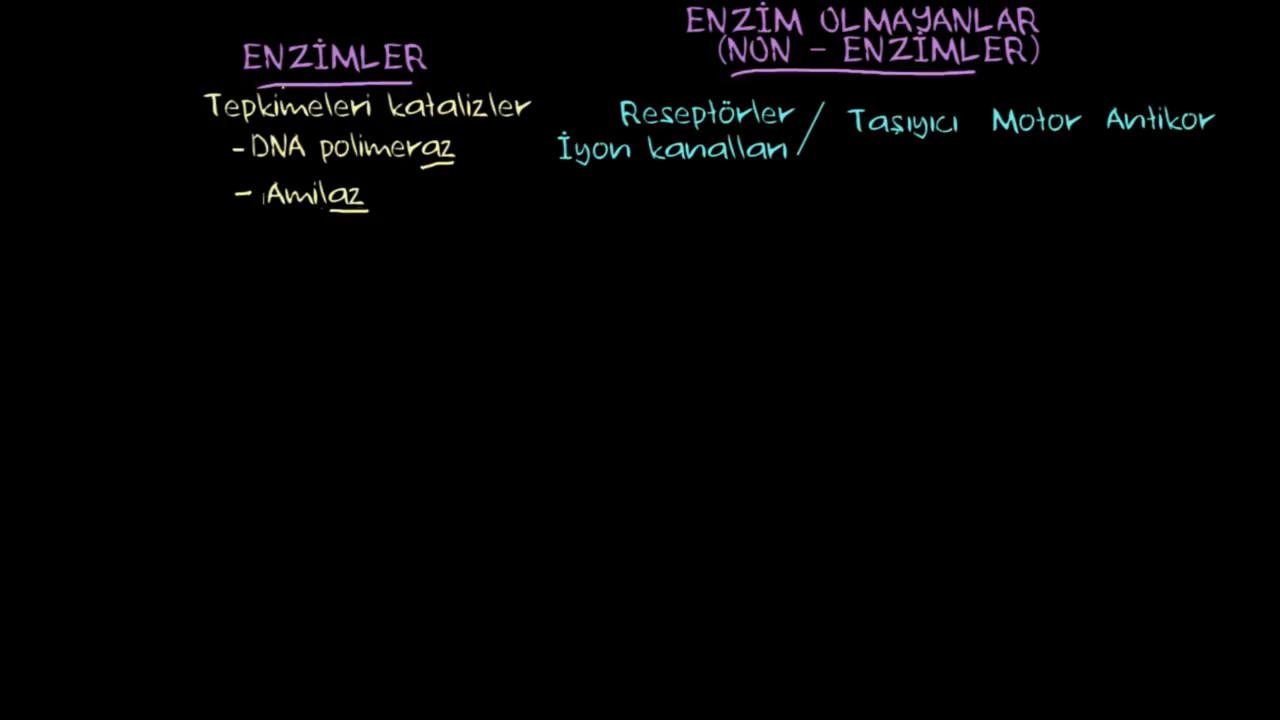 ENZİMLER
Tepkimeleri katalizler
- DNA polimeraz
- Amilaz
ENZİM OLMAYANLAR
(NON - ENZİMLER)
Reseptörler /
İyon kanalları
Taşıyıcı Motor Antikor